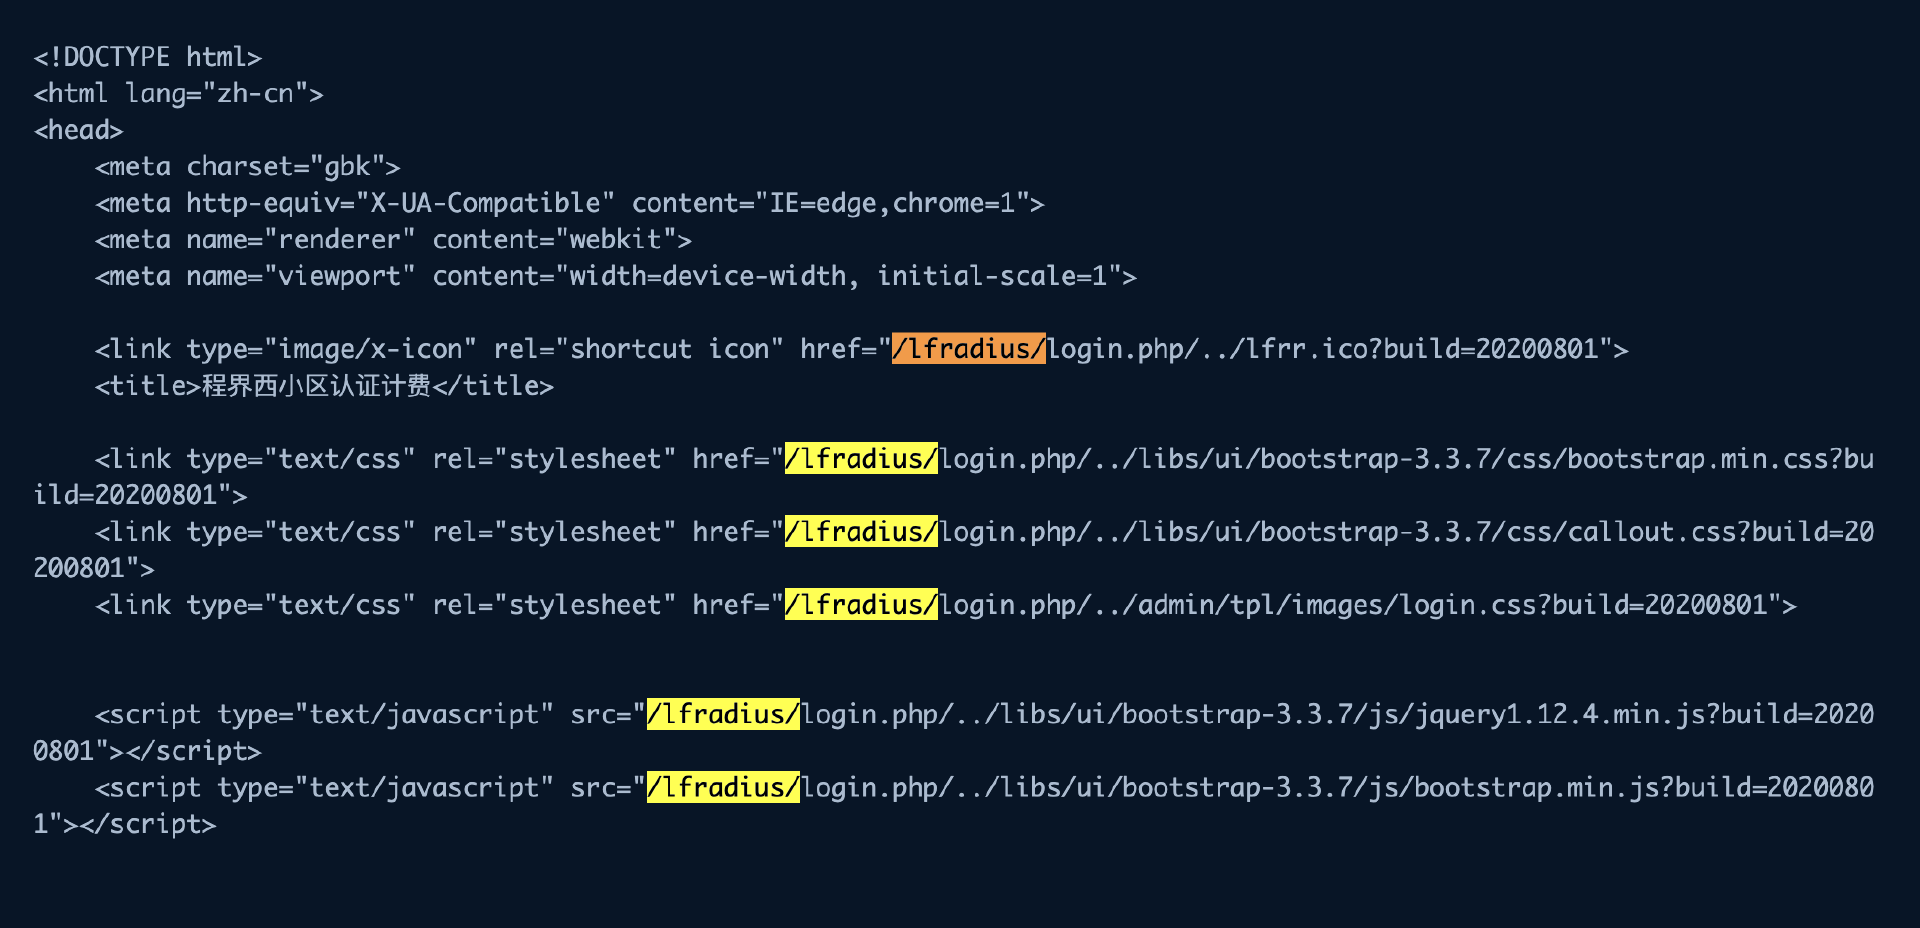 <!DOCTYPE html>
<html lang="zh-cn">
<head>
    <meta charset="gbk">
    <meta http-equiv="X-UA-Compatible" content="IE=edge,chrome=1">
    <meta name="renderer" content="webkit">
    <meta name="viewport" content="width=device-width, initial-scale=1">
    <link type="image/x-icon" rel="shortcut icon" href="/lfradius/login.php/../lfrr.ico?build=20200801">
    <title>程界西小区认证计费</title>
    <link type="text/css" rel="stylesheet" href="/lfradius/login.php/../libs/ui/bootstrap-3.3.7/css/bootstrap.min.css?bu
ild=20200801">
    <link type="text/css" rel="stylesheet" href="/lfradius/login.php/../libs/ui/bootstrap-3.3.7/css/callout.css?build=20
200801">
    <link type="text/css" rel="stylesheet" href="/lfradius/login.php/../admin/tpl/images/login.css?build=20200801">
    <script type="text/javascript" src="/lfradius/login.php/../libs/ui/bootstrap-3.3.7/js/jquery1.12.4.min.js?build=2020
0801"></script>
    <script type="text/javascript" src="/lfradius/login.php/../libs/ui/bootstrap-3.3.7/js/bootstrap.min.js?build=2020080
1"></script>